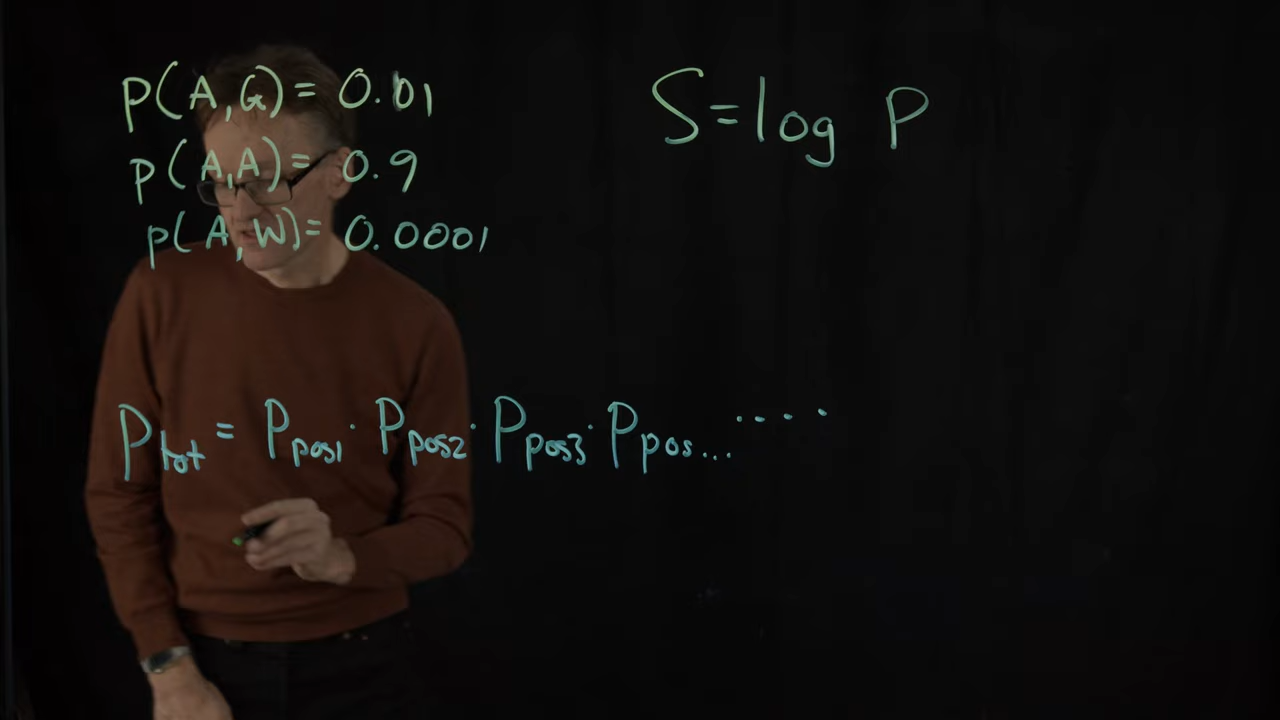 P(A,G)= 0.01
S=log P
P(A,A)= 0.9
P(A,W)= 0.0001
Ptot = Ppos1 · Ppos2 · Ppos3 · Ppos... ....